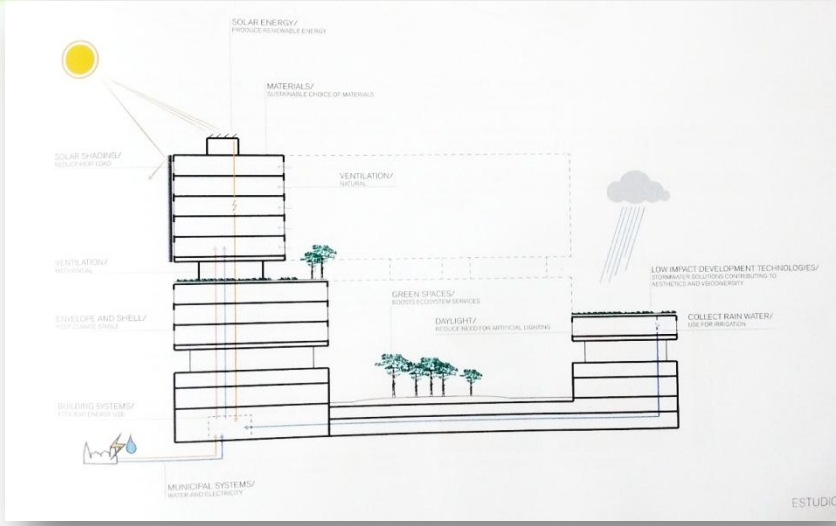 SOLAR ENERGY/
PRODUCE RENEWABLE ENERGY
MATERIALS/
SUSTAINABLE CHOICE OF MATERIALS
SOLAR SHADING/
REDUCE HEAT LOAD
VENTILATION/
NATURAL
VENTILATION/
MECHANICAL
LOW IMPACT DEVELOPMENT TECHNOLOGIES/
STORMWATER SOLUTIONS CONTRIBUTING TO
AESTHETICS AND
GREEN SPACES/
BOOSTS ECOSYSTEM SERVICES
ENVELOPE AND SHELL/
DAYLIGHT/
REDUCE NEED FOR ARTIFICIAL LIGHTING
COLLECT RAIN WATER/
USE FOR IRRIGATION
BUILDING SYSTEMS/
EFFICIENT ENERGY USE
MUNICIPAL SYSTEMS/
WATER AND ELECTRICITY
ESTUDIO